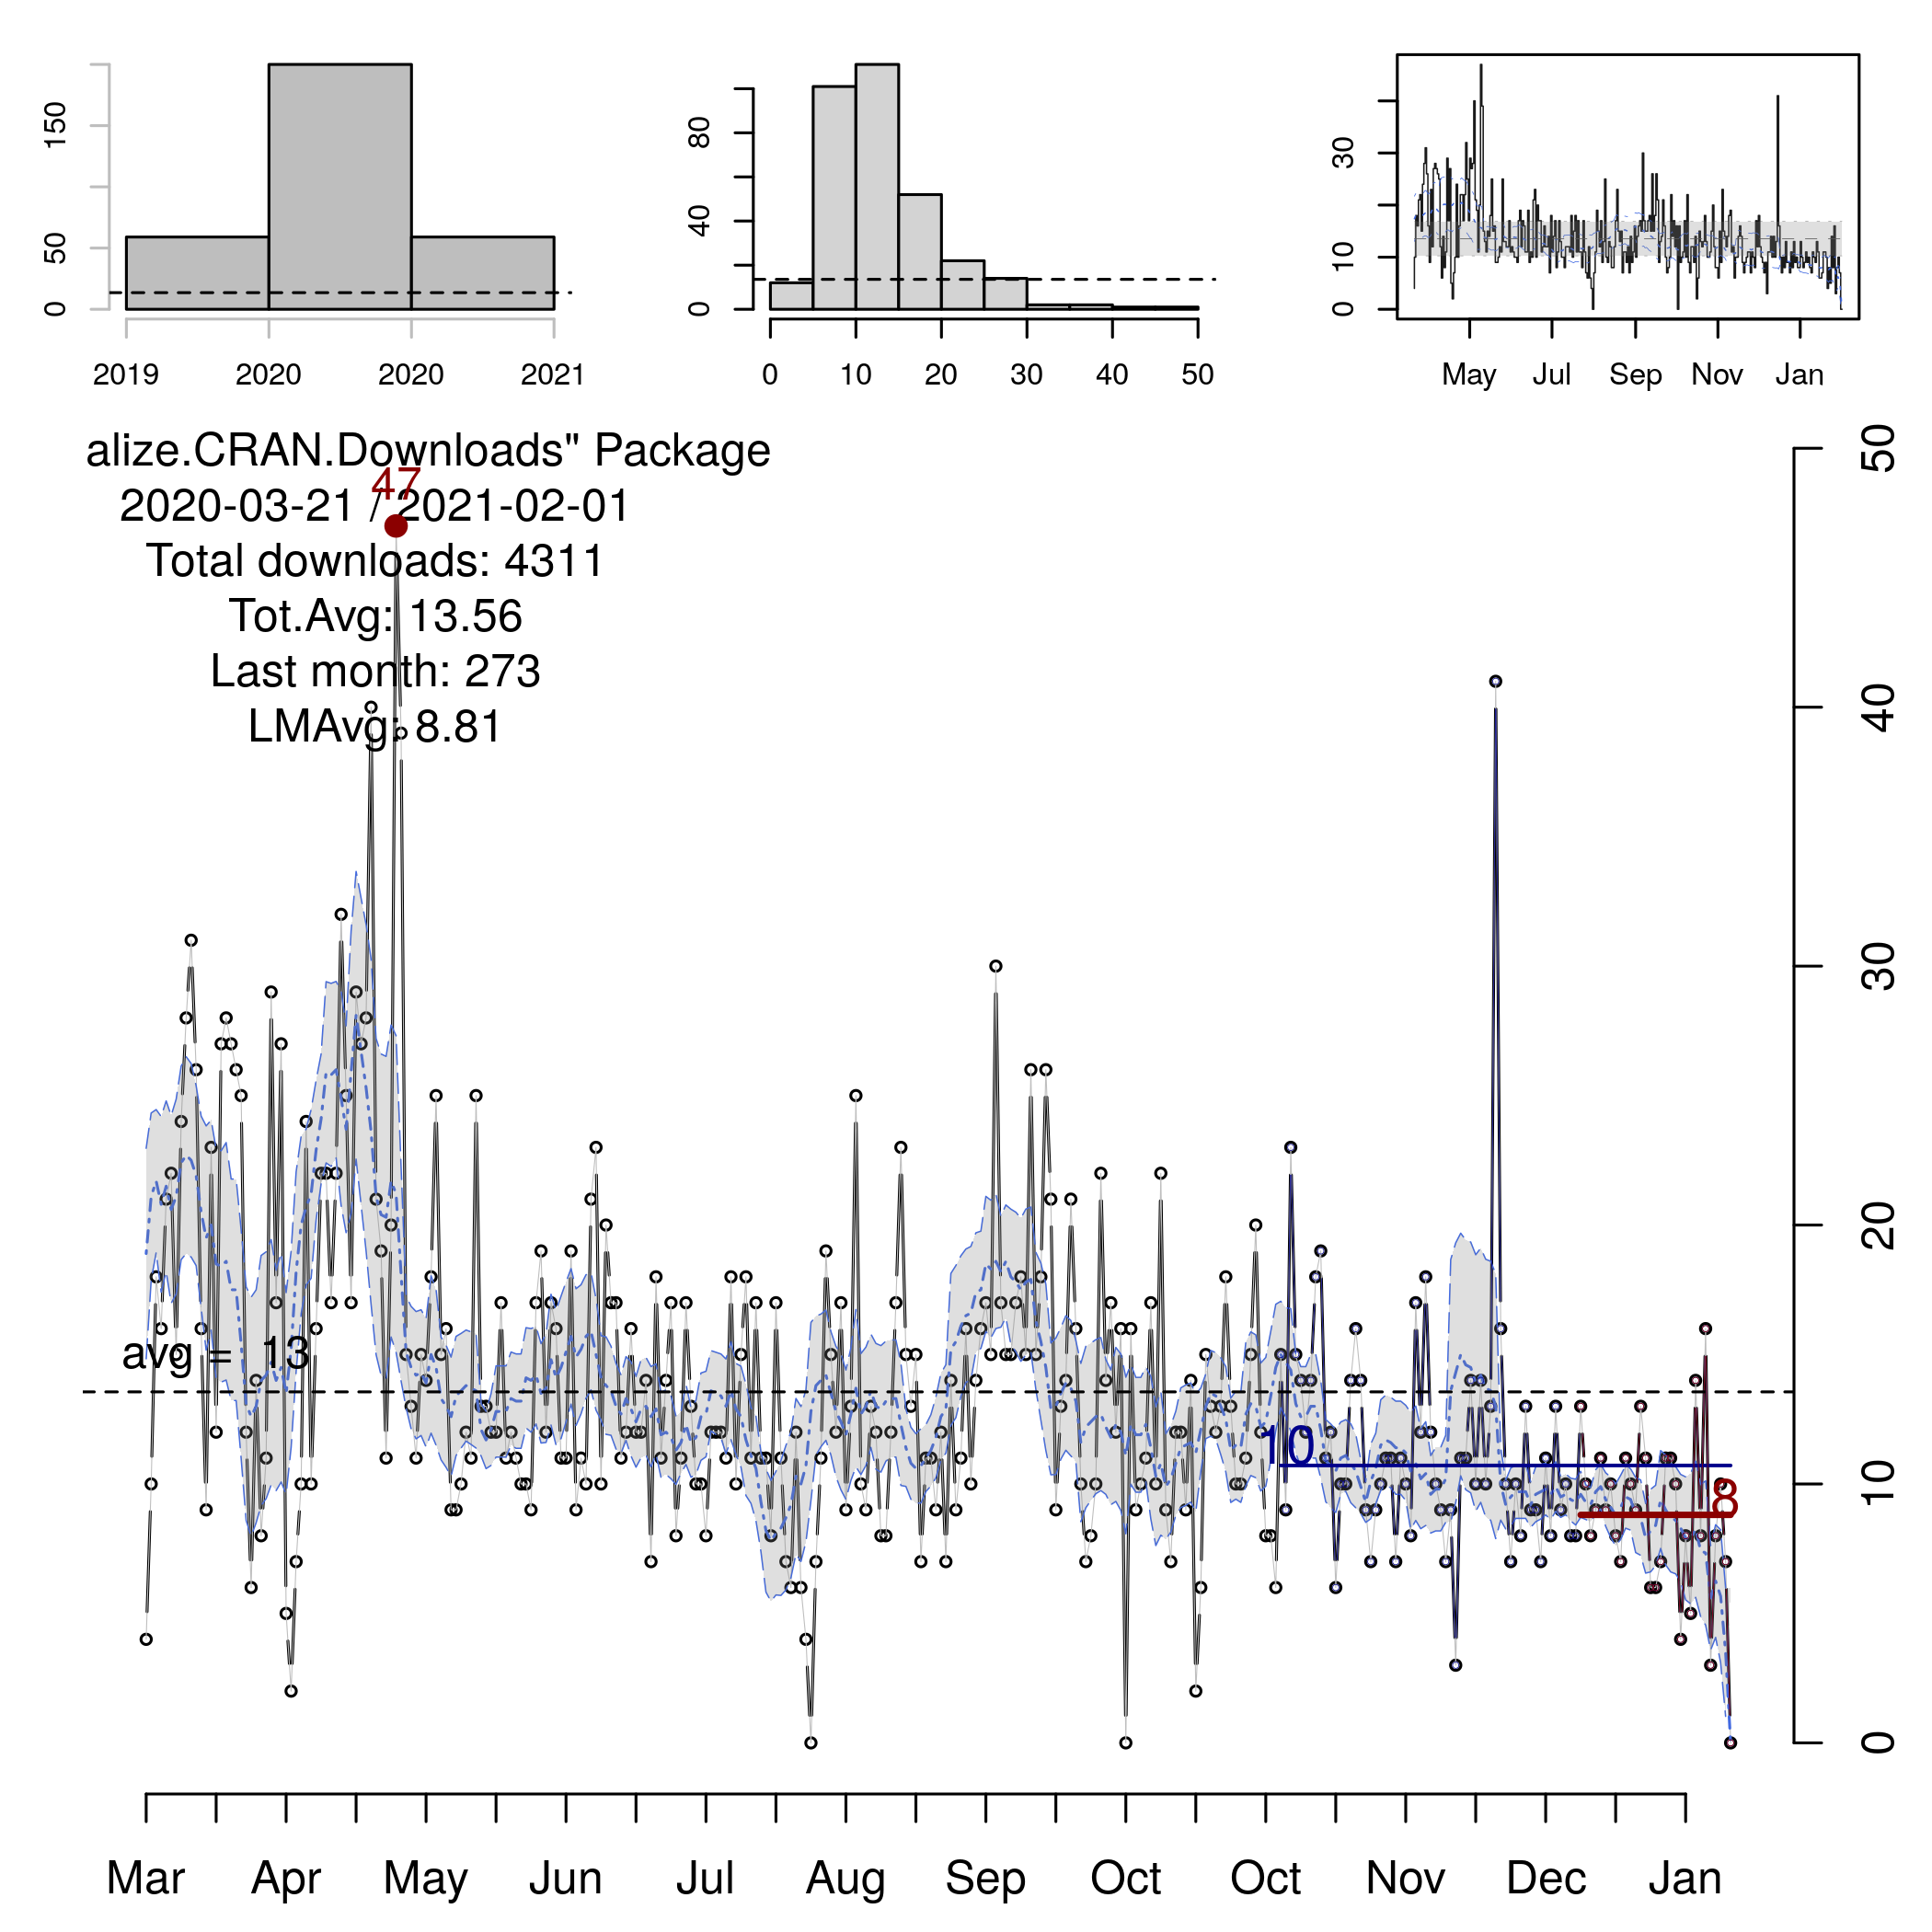 150
50
0
2019 2020 2020 2021
80
40
0
0 10 20 30 40 50
30
10
0
May Jul Sep Nov Jan
alize.CRAN.Downloads" Package
47
2020-03-21 / 2021-02-01
Total downloads: 4311
Tot.Avg: 13.56
Last month: 273
LMAvg: 8.81
avg = 13
10
8
50
40
30
20
10
0
Mar Apr May Jun Jul Aug Sep Oct Oct Nov Dec Jan